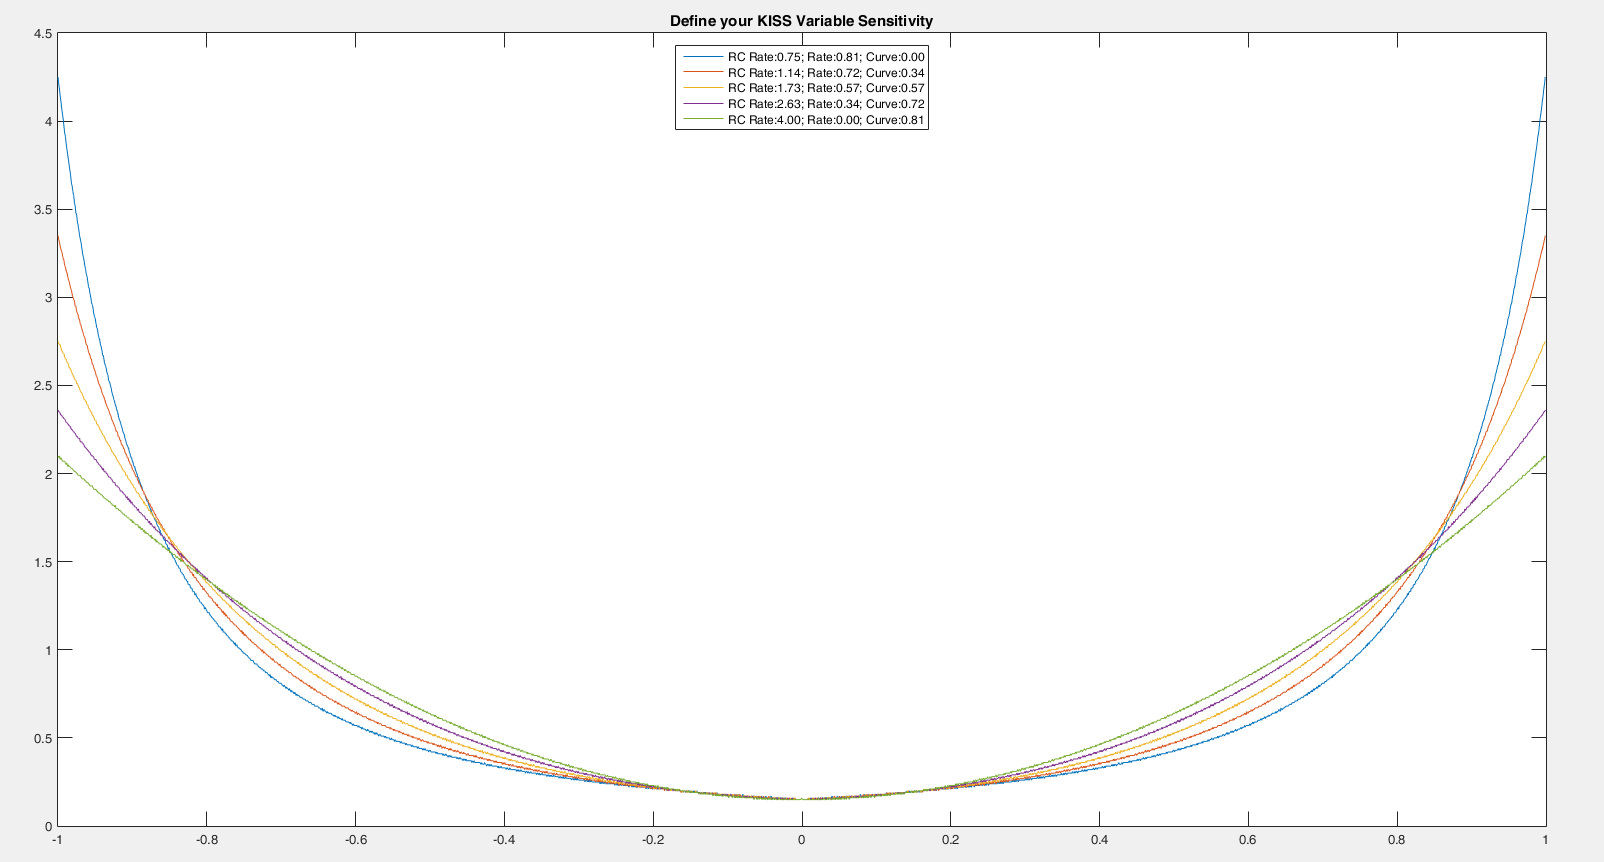 Define your KISS Variable Sensitivity
RC Rate:0.75; Rate:0.81; Curve:0.00
RC Rate:1.14; Rate:0.72; Curve:0.34
RC Rate:1.73; Rate:0.57; Curve:0.57
RC Rate:2.63; Rate:0.34; Curve:0.72
RC Rate:4.00; Rate:0.00; Curve:0.81
4.5
4
3.5
3
2.5
2
1.5
1
0.5
0
-1 -0.8 -0.6 -0.4 -0.2 0 0.2 0.4 0.6 0.8 1